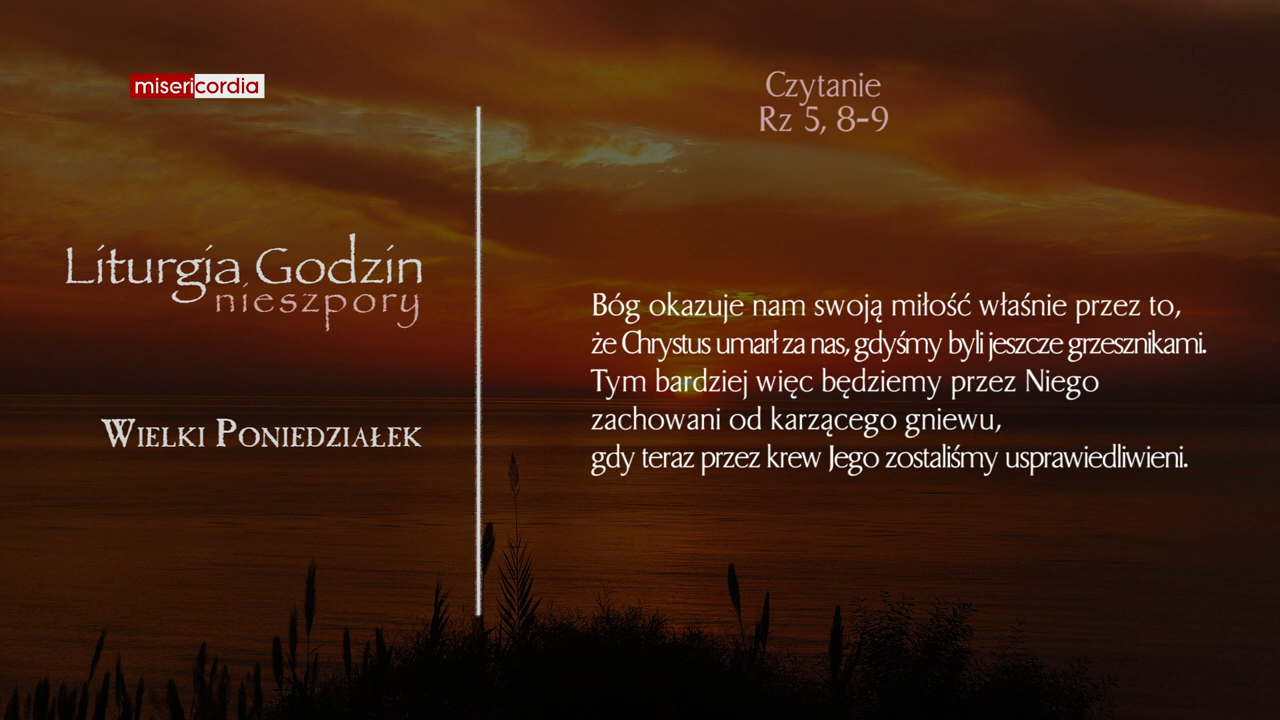 misericordia
Liturgia Godzin
nieszpory
Wielki Poniedziałek
Czytanie
Rz 5, 8-9
Bóg okazuje nam swoją miłość właśnie przez to,
że Chrystus umarł za nas, gdyśmy byli jeszcze grzesznikami.
Tym bardziej więc będziemy przez Niego
zachowani od karzącego gniewu,
gdy teraz przez krew Jego zostaliśmy usprawiedliwieni.